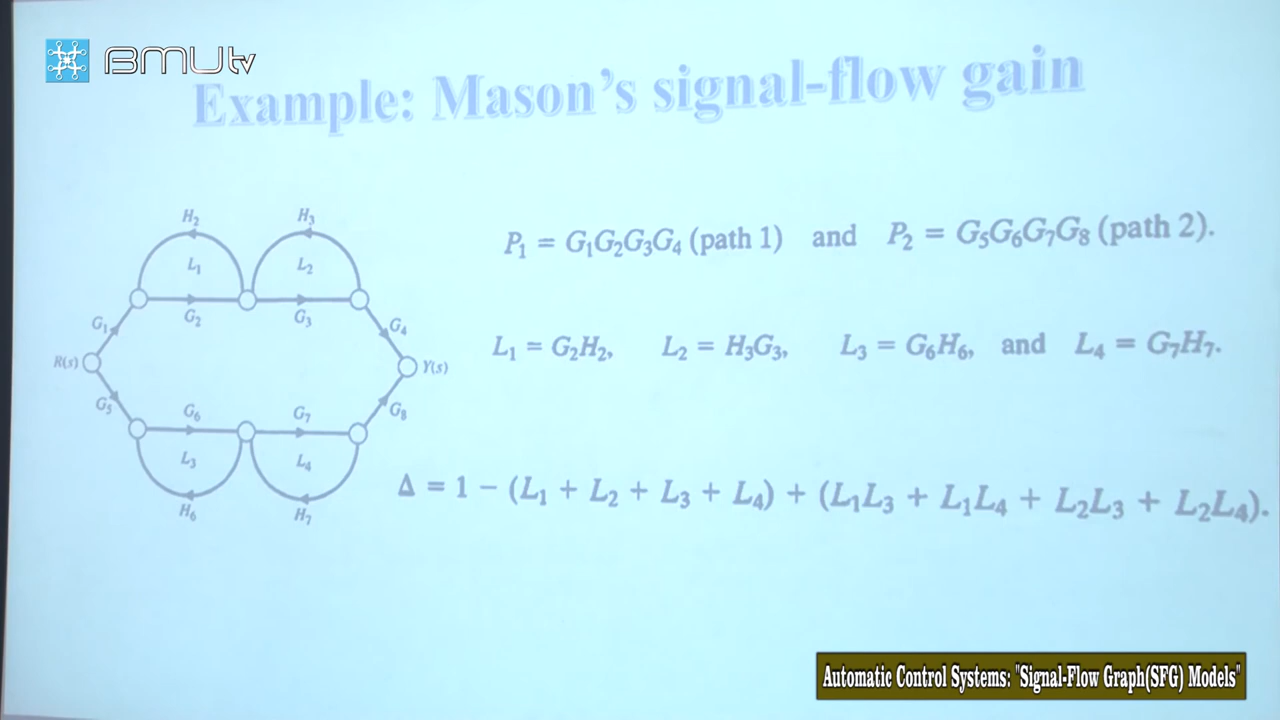 BMUtv
Example: Mason's signal-flow gain
H₂ H₃
L₁ L₂
G₂ G₃
G₁ G₄
R(s) Y(s)
G₅ G₈
G₆ G₇
L₃ L₄
H₆ H₇
P₁ = G₁G₂G₃G₄ (path 1) and P₂ = G₅G₆G₇G₈ (path 2).
L₁ = G₂H₂, L₂ = H₃G₃, L₃ = G₆H₆, and L₄ = G₇H₇.
Δ = 1 − (L₁ + L₂ + L₃ + L₄) + (L₁L₃ + L₁L₄ + L₂L₃ + L₂L₄).
Automatic Control Systems: "Signal-Flow Graph(SFG) Models"